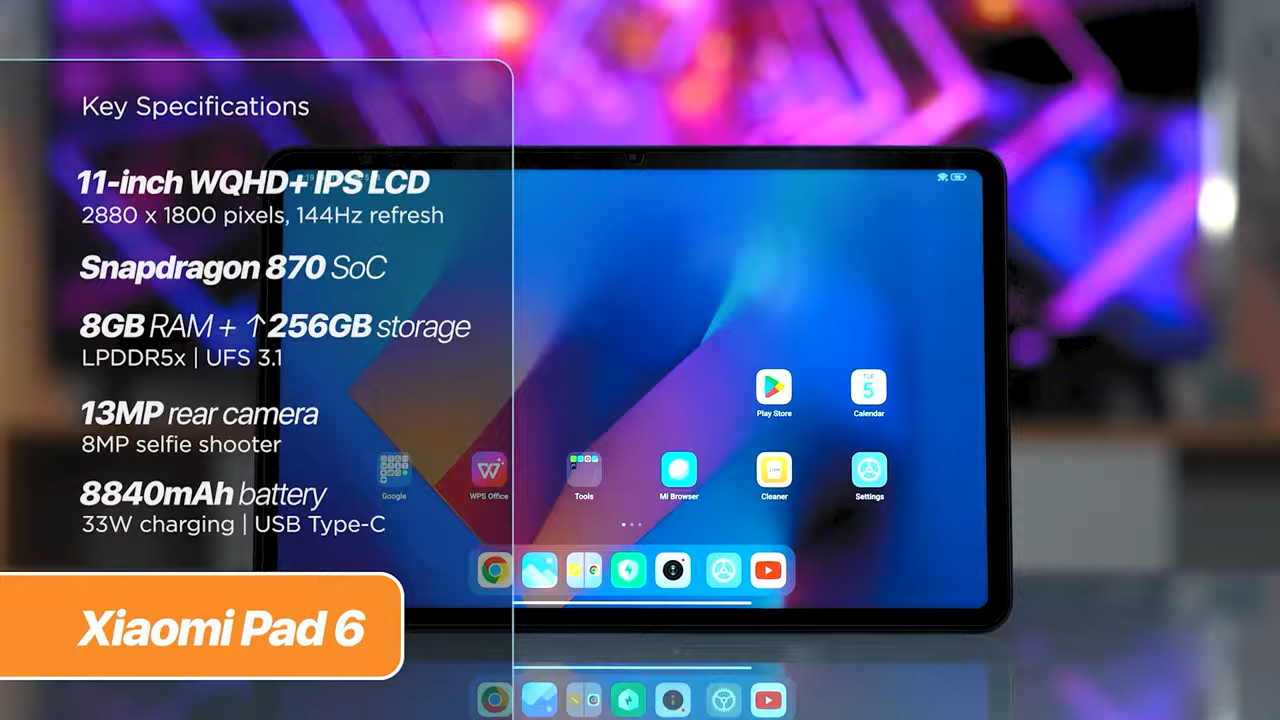 Key Specifications
11-inch WQHD+ IPS LCD
2880 x 1800 pixels, 144Hz refresh
Snapdragon 870 SoC
8GB RAM + ↑256GB storage
LPDDR5x | UFS 3.1
13MP rear camera
8MP selfie shooter
8840mAh battery
33W charging | USB Type-C
Xiaomi Pad 6
TUE
5
Play Store
Calendar
Google
WPS Office
Tools
Mi Browser
Cleaner
Settings